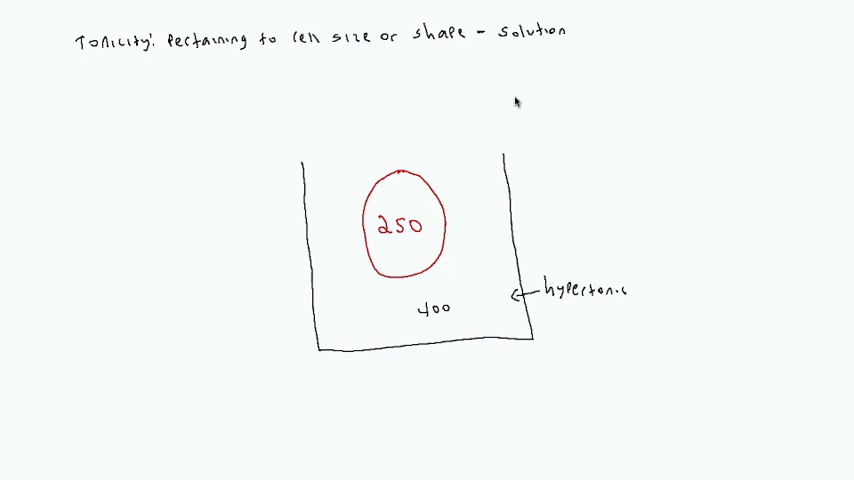 Tonicity: Pertaining to cell size or shape - solution
250
hypertonic
400